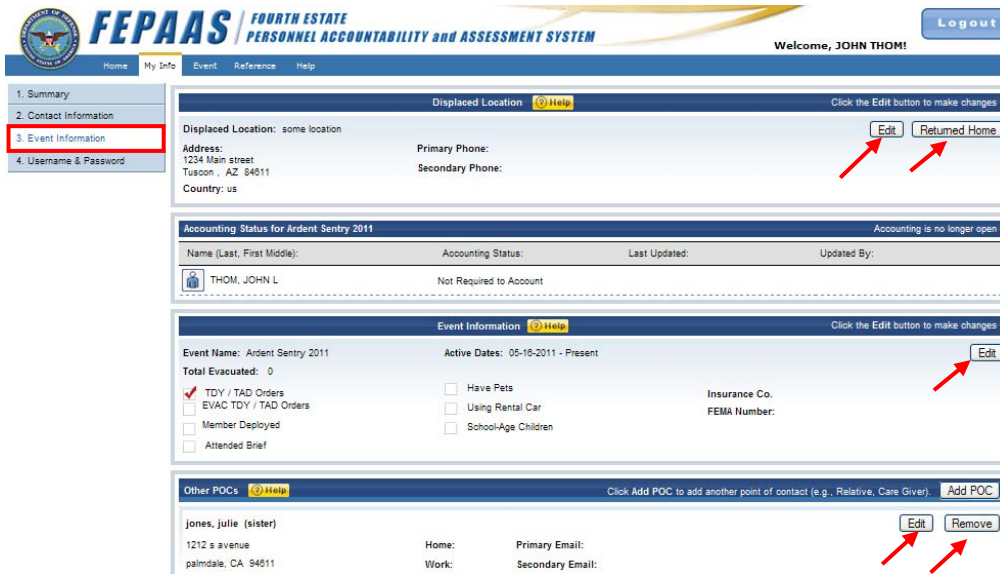 FEPAAS FOURTH ESTATE
PERSONNEL ACCOUNTABILITY and ASSESSMENT SYSTEM
Logout
Welcome, JOHN THOM!
Home My Info Event Reference Help
1. Summary
2. Contact Information
3. Event Information
4. Username & Password
Displaced Location ? Help Click the Edit button to make changes
Displaced Location: some location Edit Returned Home
Address: Primary Phone:
1234 Main street
Tuscon , AZ 84611 Secondary Phone:
Country: us
Accounting Status for Ardent Sentry 2011 Accounting is no longer open
Name (Last, First Middle): Accounting Status: Last Updated: Updated By:
THOM, JOHN L Not Required to Account
Event Information ? Help Click the Edit button to make changes
Event Name: Ardent Sentry 2011 Active Dates: 05-16-2011 - Present Edit
Total Evacuated: 0
TDY / TAD Orders Have Pets Insurance Co.
EVAC TDY / TAD Orders Using Rental Car FEMA Number:
Member Deployed School-Age Children
Attended Brief
Other POCs ? Help Click Add POC to add another point of contact (e.g., Relative, Care Giver). Add POC
jones, julie (sister) Edit Remove
1212 s avenue Home: Primary Email:
palmdale, CA 94611 Work: Secondary Email: